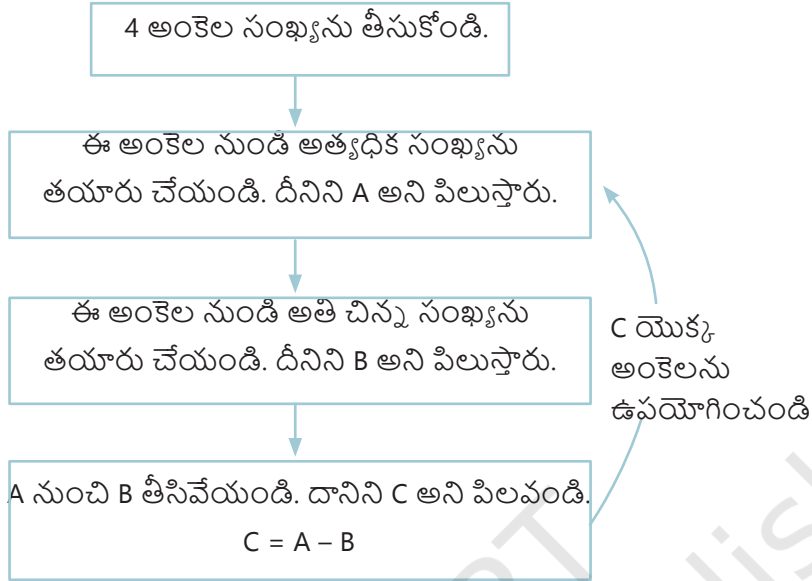 4 అంకెల సంఖ్యను తీసుకోండి.
ఈ అంకెల నుండి అత్యధిక సంఖ్యను
తయారు చేయండి. దీనిని A అని పిలుస్తారు.
ఈ అంకెల నుండి అతి చిన్న సంఖ్యను
తయారు చేయండి. దీనిని B అని పిలుస్తారు.
A నుంచి B తీసివేయండి. దానిని C అని పిలవండి.
C = A – B
C యొక్క
అంకెలను
ఉపయోగించండి